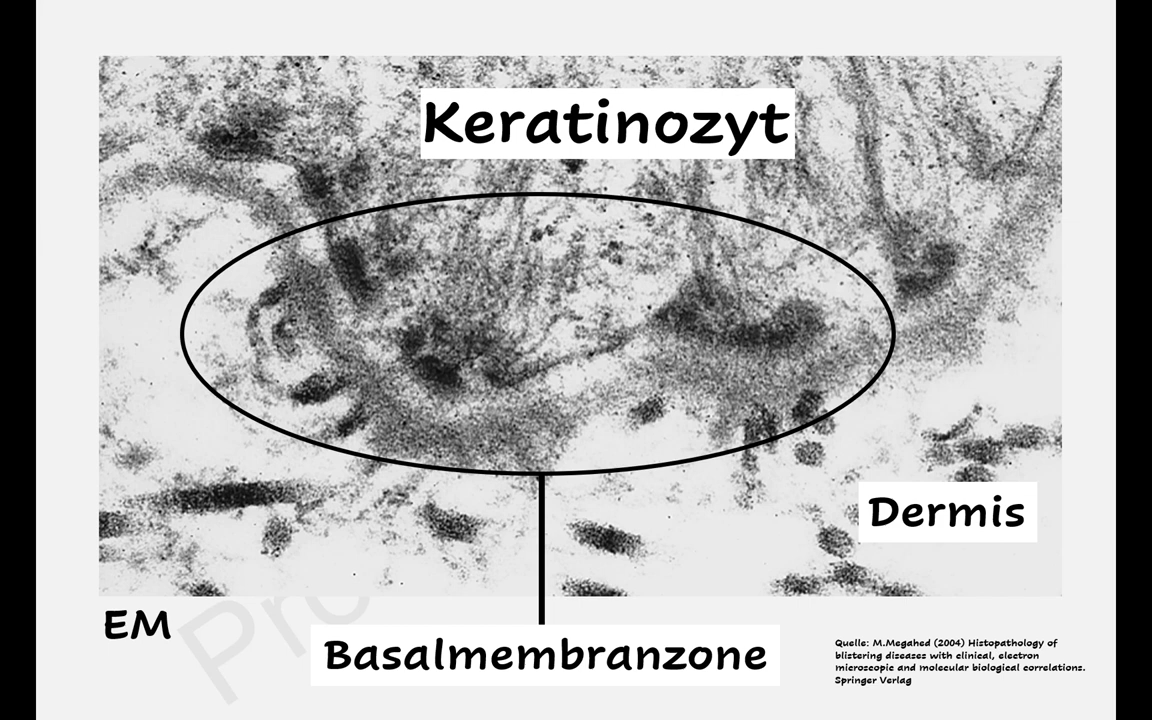 Keratinozyt
Dermis
EM
Basalmembranzone
Quelle: M.Megahed (2004) Histopathology of
blistering diseases with clinical, electron
microscopic and molecular biological correlations.
Springer Verlag